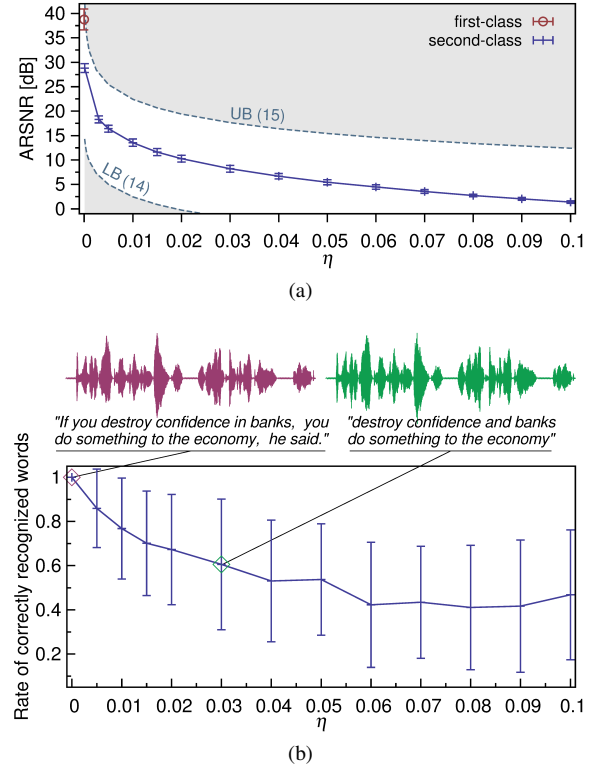 40
35
30
25
20
15
10
5
0
ARSNR [dB]
first-class
second-class
UB (15)
LB (14)
0 0.01 0.02 0.03 0.04 0.05 0.06 0.07 0.08 0.09 0.1
η
(a)
"If you destroy confidence in banks, you
do something to the economy, he said."
"destroy confidence and banks
do something to the economy"
1
0.8
0.6
0.4
0.2
Rate of correctly recognized words
0 0.01 0.02 0.03 0.04 0.05 0.06 0.07 0.08 0.09 0.1
η
(b)